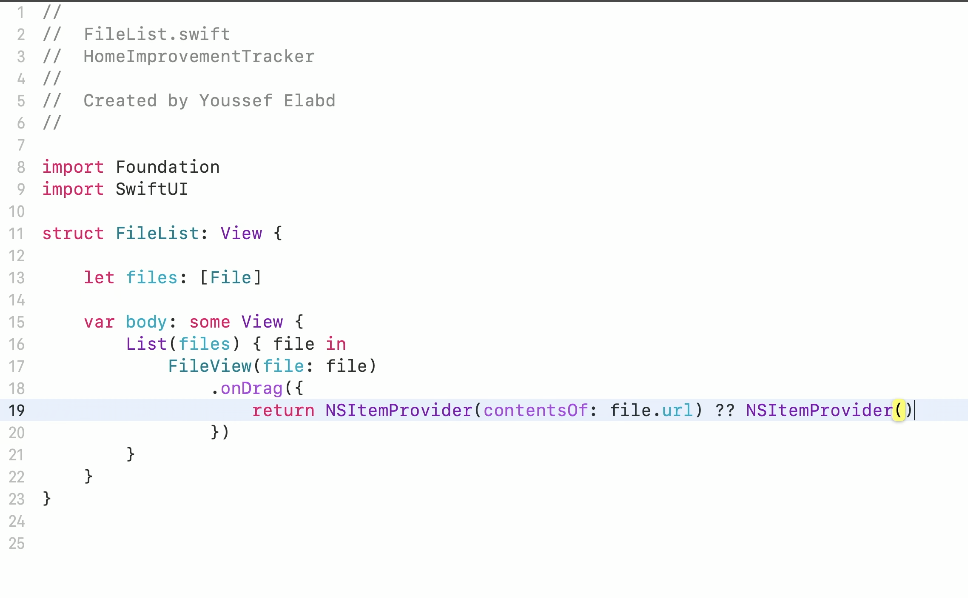 1 //
2 //  FileList.swift
3 //  HomeImprovementTracker
4 //
5 //  Created by Youssef Elabd
6 //
7
8 import Foundation
9 import SwiftUI
10
11 struct FileList: View {
12
13     let files: [File]
14
15     var body: some View {
16         List(files) { file in
17             FileView(file: file)
18                 .onDrag({
19                     return NSItemProvider(contentsOf: file.url) ?? NSItemProvider()
20                 })
21         }
22     }
23 }
24
25